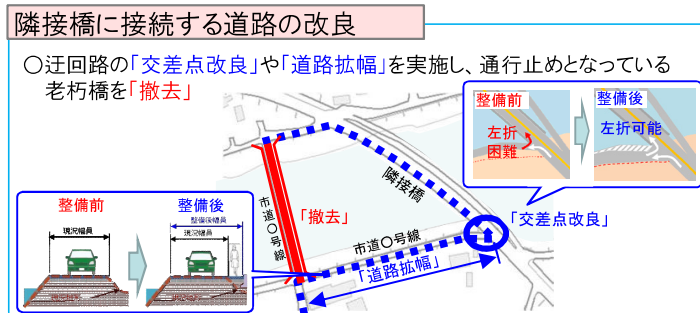 隣接橋に接続する道路の改良
○迂回路の「交差点改良」や「道路拡幅」を実施し、通行止めとなっている
老朽橋を「撤去」
整備前
整備後
左折
困難
左折可能
隣接橋
「撤去」
市道○号線
「交差点改良」
市道○号線
「道路拡幅」
整備前
整備後
現況幅員
整備後幅員
現況幅員